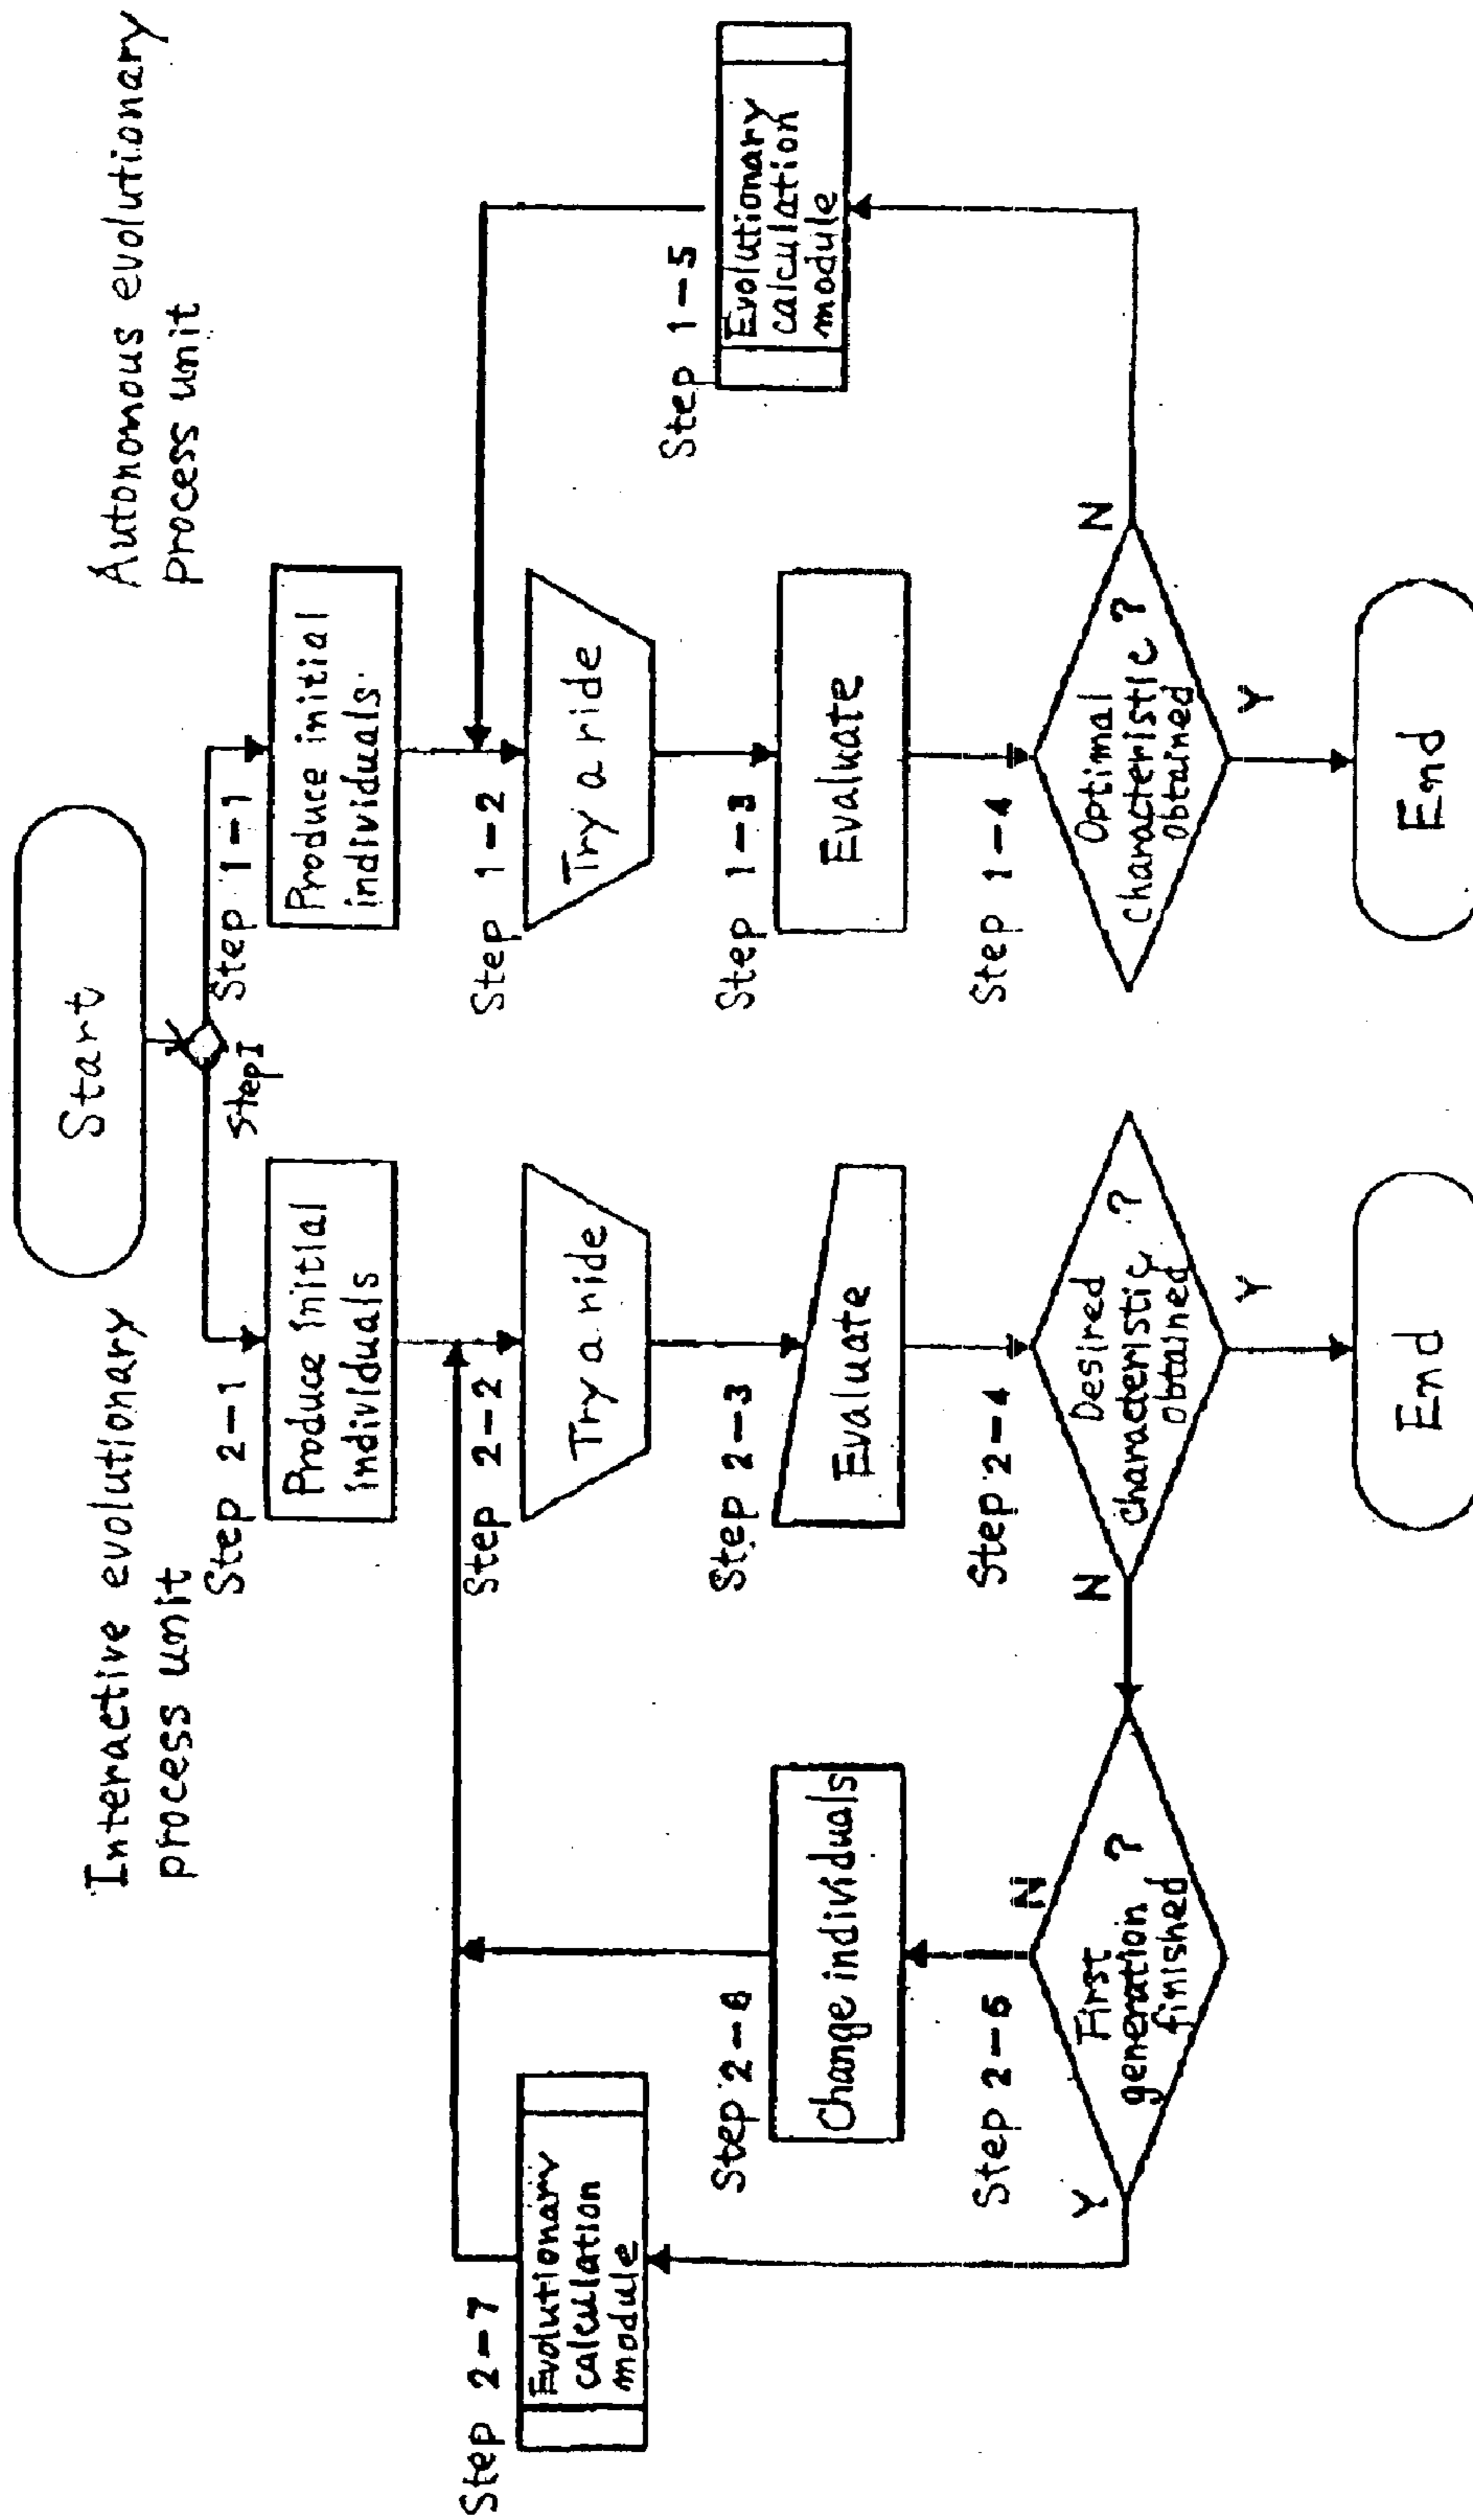 Start
Step1
Interactive evolutionary
process unit
Step 2-1
Produce initial
individuals
Step 2-2
Try a ride
Step 2-3
Evaluate
Step 2-4
Desired
characteristic ?
obtained
N
Y
End
Step 2-5
First
generation ?
finished
N
Y
Step 2-6
Change individuals
Step 2-7
Evolutionary
calculation
module
Autonomous evolutionary
process unit
Step 1-1
Produce initial
individuals
Step 1-2
Try a ride
Step 1-3
Evaluate
Step 1-4
Optimal
characteristic ?
obtained
N
Y
End
Step 1-5
Evolutionary
calculation
module